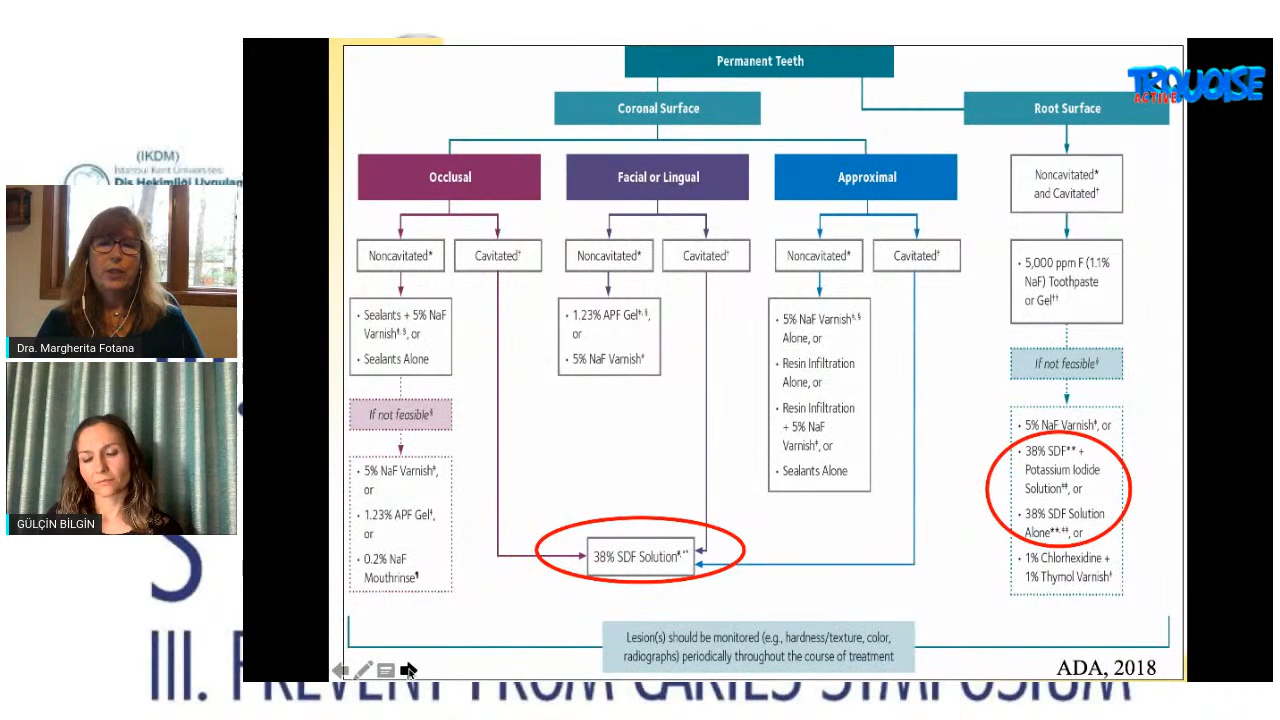 (IKDM)
İstanbul Kent Üniversitesi
Diş Hekimliği Uygulam
Dra. Margherita Fotana
GÜLÇİN BİLGİN
TRQUOISE
ACTIVE
Permanent Teeth
Coronal Surface
Root Surface
Occlusal
Facial or Lingual
Approximal
Noncavitated*
and Cavitated†
Noncavitated*
Cavitated†
Noncavitated*
Cavitated†
Noncavitated*
Cavitated‡
• Sealants + 5% NaF
Varnish‡, §, or
• Sealants Alone
If not feasible§
• 5% NaF Varnish‡,
or
• 1.23% APF Gel‡,
or
• 0.2% NaF
Mouthrinse¶
• 1.23% APF Gel‡, §,
or
• 5% NaF Varnish‡
• 5% NaF Varnish‡, §
Alone, or
• Resin Infiltration
Alone, or
• Resin Infiltration
+ 5% NaF
Varnish‡, or
• Sealants Alone
38% SDF Solution
• 5,000 ppm F (1.1%
NaF) Toothpaste
or Gel††
If not feasible§
• 5% NaF Varnish‡, or
• 38% SDF** +
Potassium Iodide
Solution‡‡, or
• 38% SDF Solution
Alone**,‡‡, or
• 1% Chlorhexidine +
1% Thymol Varnish‡
Lesion(s) should be monitored (e.g., hardness/texture, color,
radiographs) periodically throughout the course of treatment
ADA, 2018
S
III. PREVENT FROM CARIES SYMPOSIUM